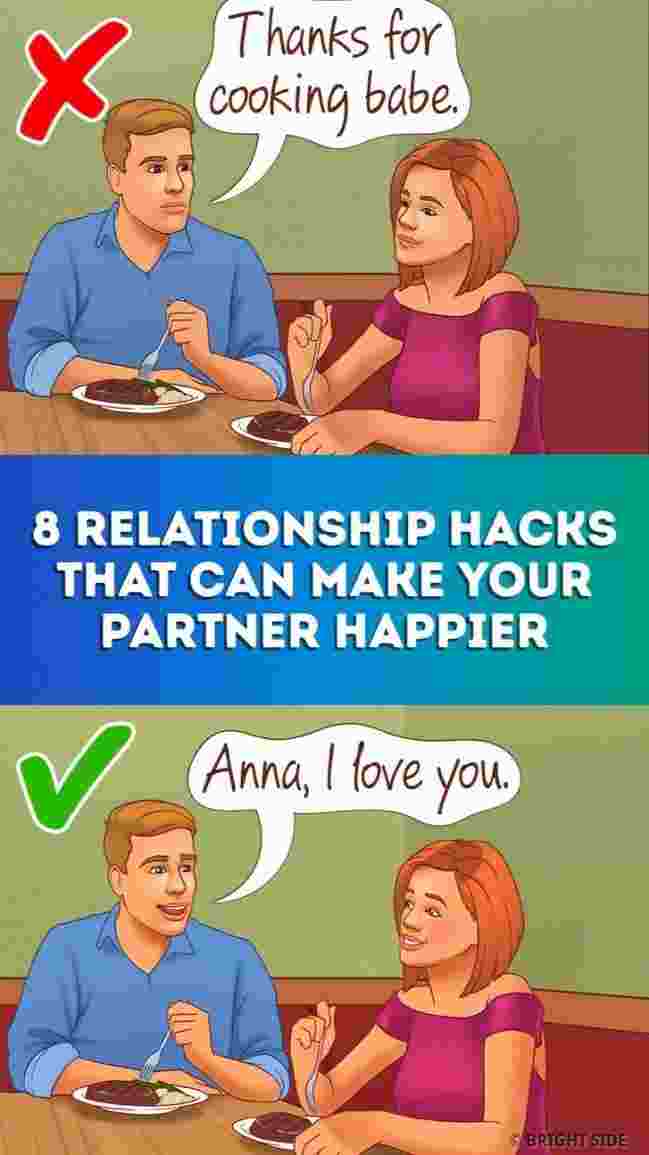 Thanks for
cooking babe.
8 RELATIONSHIP HACKS
THAT CAN MAKE YOUR
PARTNER HAPPIER
Anna, I love you.
© BRIGHT SIDE